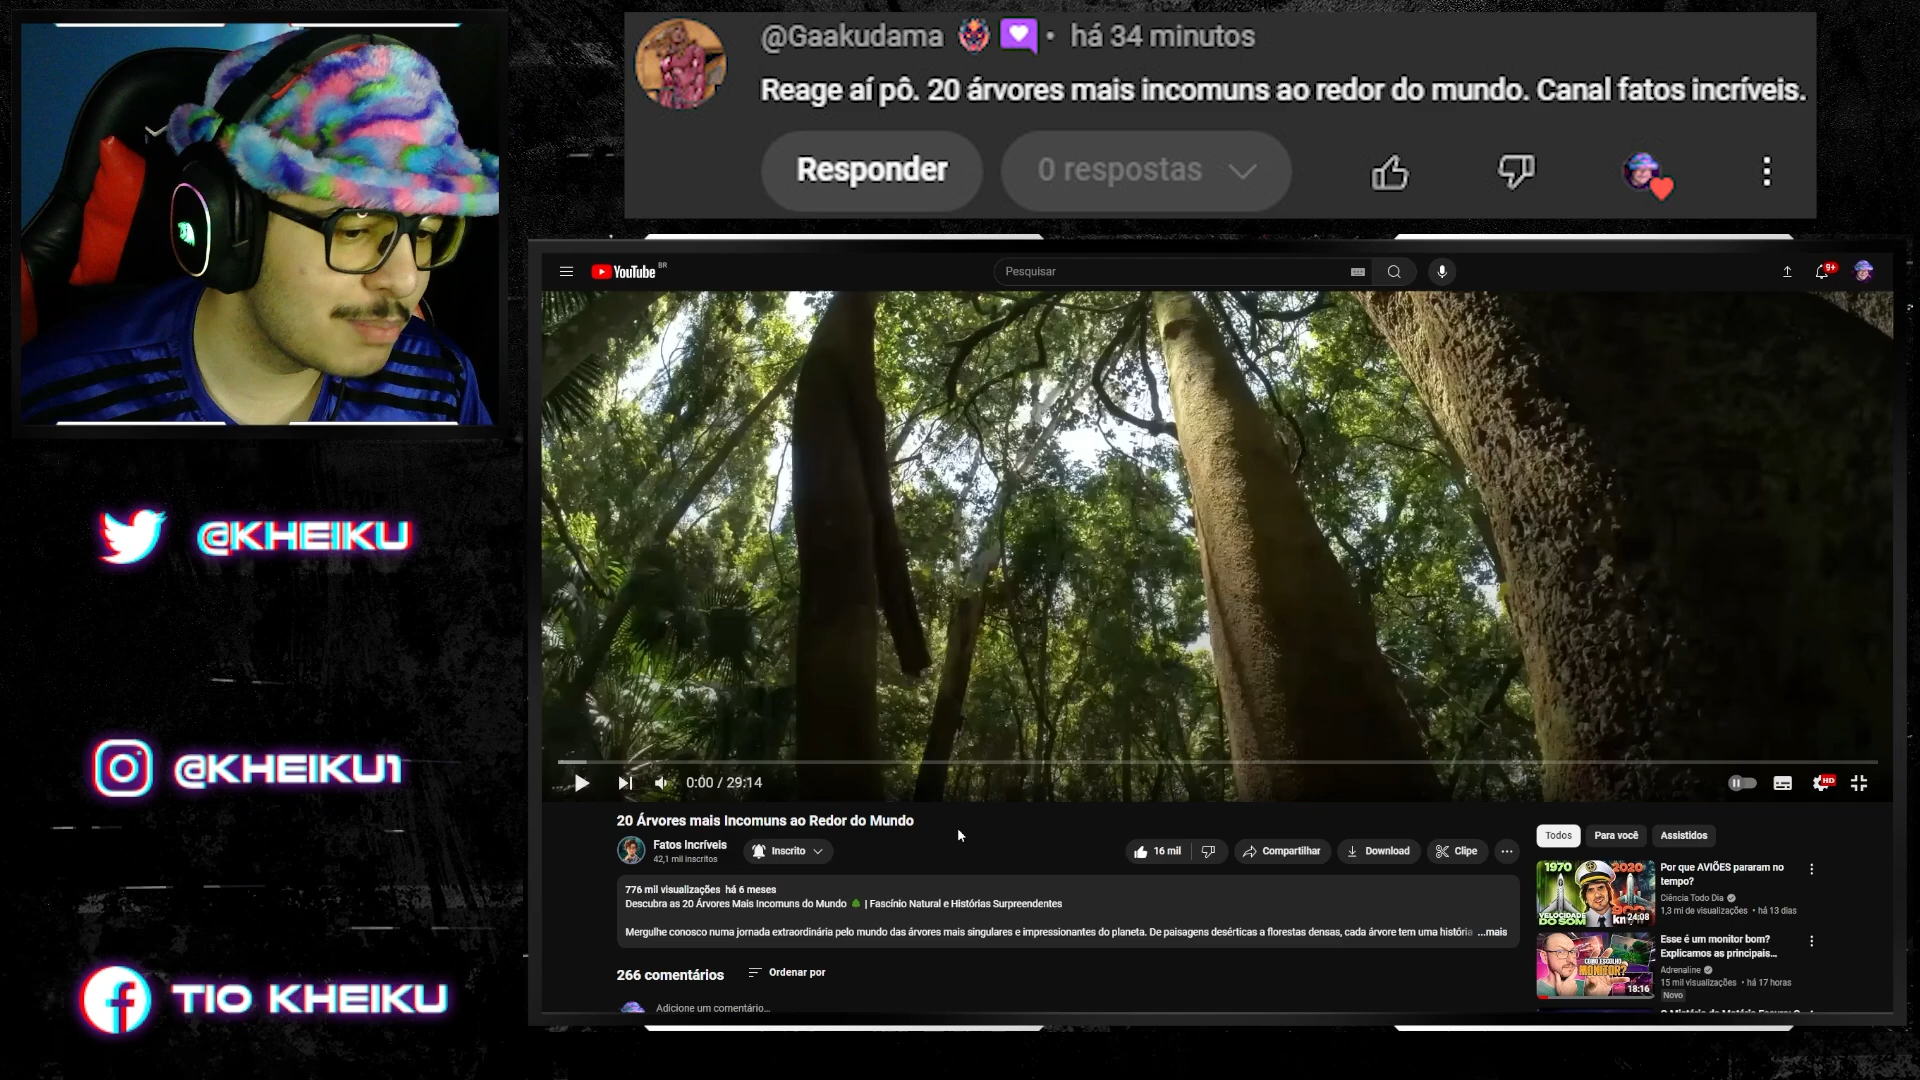 @Gaakudama • há 34 minutos
Reage aí pô. 20 árvores mais incomuns ao redor do mundo. Canal fatos incríveis.
Responder
0 respostas
@KHEIKU
@KHEIKU1
TIO KHEIKU
YouTube BR
Pesquisar
9+
0:00 / 29:14
HD
20 Árvores mais Incomuns ao Redor do Mundo
Fatos Incríveis
42,1 mil inscritos
Inscrito
16 mil
Compartilhar
Download
Clipe
776 mil visualizações há 6 meses
Descubra as 20 Árvores Mais Incomuns do Mundo | Fascínio Natural e Histórias Surpreendentes
Mergulhe conosco numa jornada extraordinária pelo mundo das árvores mais singulares e impressionantes do planeta. De paisagens desérticas a florestas densas, cada árvore tem uma história ...mais
266 comentários
Ordenar por
Adicione um comentário...
Todos
Para você
Assistidos
1970
2020
VELOCIDADE
DO SOM
24:08
Por que AVIÕES pararam no
tempo?
Ciência Todo Dia
1,3 mi de visualizações • há 13 dias
MONITOR?
18:16
Esse é um monitor bom?
Explicamos as principais...
Adrenaline
15 mil visualizações • há 17 horas
Novo